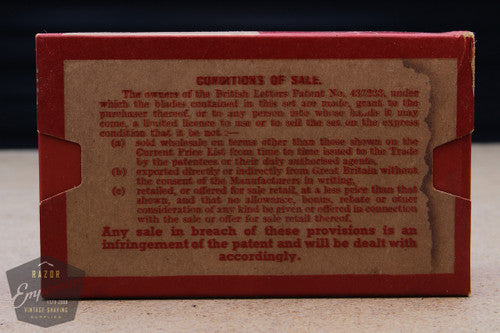 CONDITIONS OF SALE.
The owners of the British Letters Patent No. 437233, under
which the blades contained in this set are made, grant to the
purchaser thereof, or to any person into whose hands it may
come, a limited licence to use or to sell the set on the express
condition that it be not :—
(a) sold wholesale on terms other than those shown on the
Current Price List from time to time issued to the Trade
by the patentees or their duly authorised agents,
(b) exported directly or indirectly from Great Britain without
the consent of the Manufacturers in writing,
(c) retailed, or offered for sale retail, at a less price than that
shown, and that no allowance, bonus, rebate or other
consideration of any kind be given or offered in connection
with the sale or offer for sale retail thereof.
Any sale in breach of these provisions is an
infringement of the patent and will be dealt with
accordingly.
RAZOR
Emporium
VINTAGE SHAVING
SUPPLIES